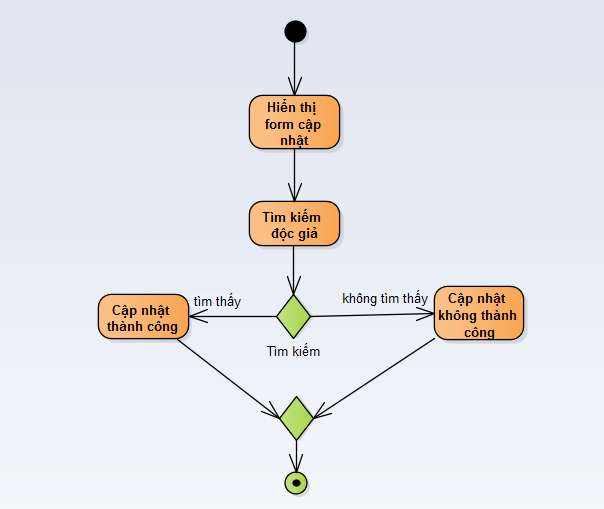 Hiển thị
form cập
nhật
Tìm kiếm
độc giả
tìm thấy
không tìm thấy
Cập nhật
thành công
Cập nhật
không thành
công
Tìm kiếm